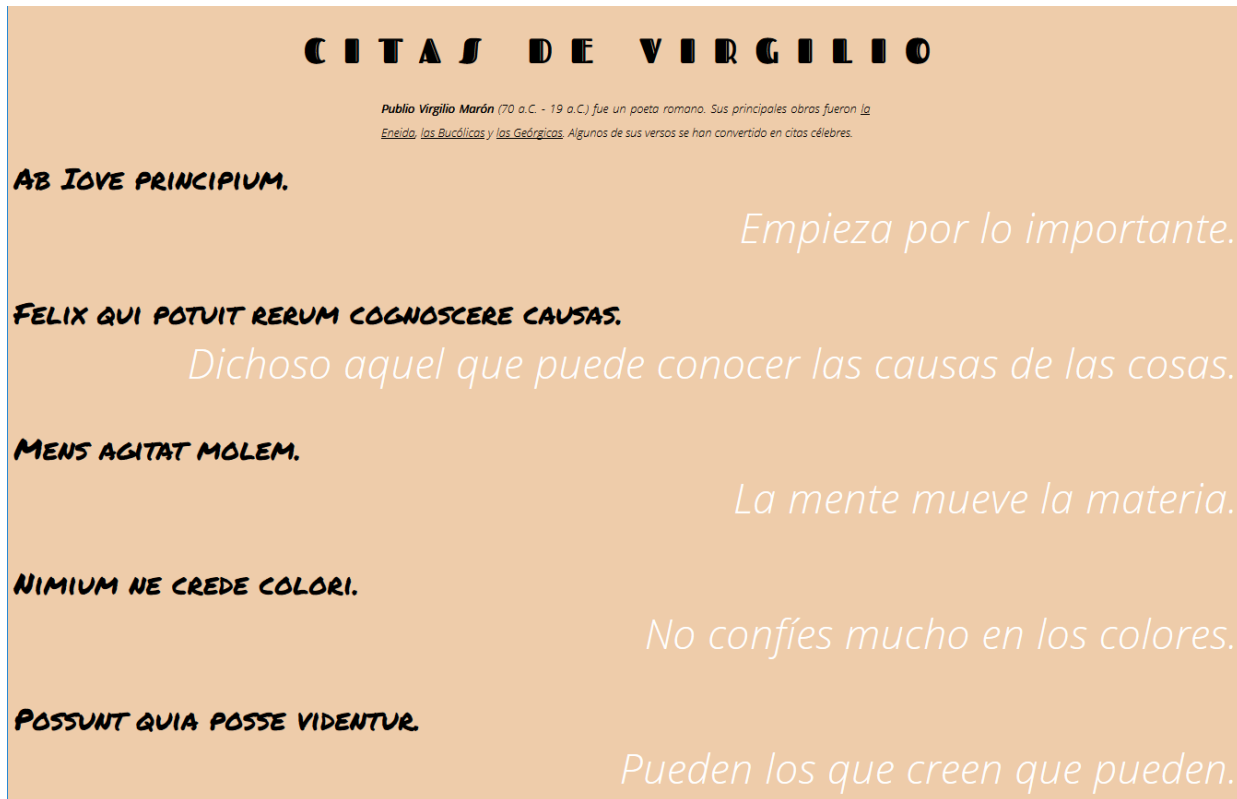 CITAS DE VIRGILIO
Publio Virgilio Marón (70 a.C. - 19 a.C.) fue un poeta romano. Sus principales obras fueron la
Eneida, las Bucólicas y las Geórgicas. Algunos de sus versos se han convertido en citas célebres.
Ab Iove principium.
Empieza por lo importante.
Felix qui potuit rerum cognoscere causas.
Dichoso aquel que puede conocer las causas de las cosas.
Mens agitat molem.
La mente mueve la materia.
Nimium ne crede colori.
No confíes mucho en los colores.
Possunt quia posse videntur.
Pueden los que creen que pueden.